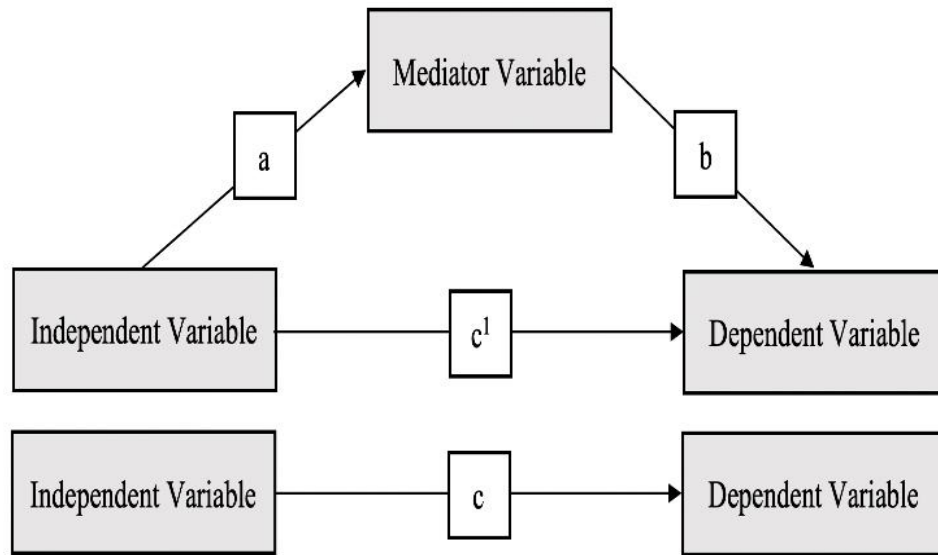 Mediator Variable
a
b
Independent Variable
c¹
Dependent Variable
Independent Variable
c
Dependent Variable